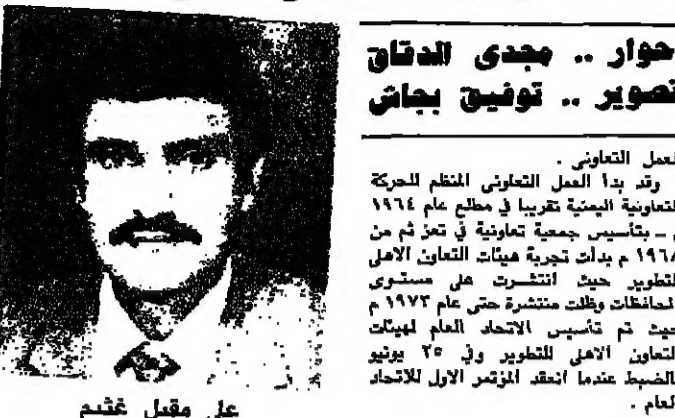 حوار .. مجدى الدقاق
تصوير .. توفيق بجاش
العمل التعاونى .
وقد بدأ العمل التعاونى المنظم للحركة
التعاونية اليمنية تقريبا في مطلع عام ١٩٦٤
م ـ بتأسيس جمعية تعاونية في تعز ثم من
١٩٦٨ م بدأت تجربة هيئات التعاون الاهلى
للتطوير حيث انتشرت على مستوى
المحافظات وظلت منتشرة حتى عام ١٩٧٣ م
حيث تم تأسيس الاتحاد العام لهيئات
التعاون الاهلى للتطوير وفي ٢٥ يونيو
بالضبط عندما انعقد المؤتمر الاول للاتحاد
العام .
على مقبل غثيم